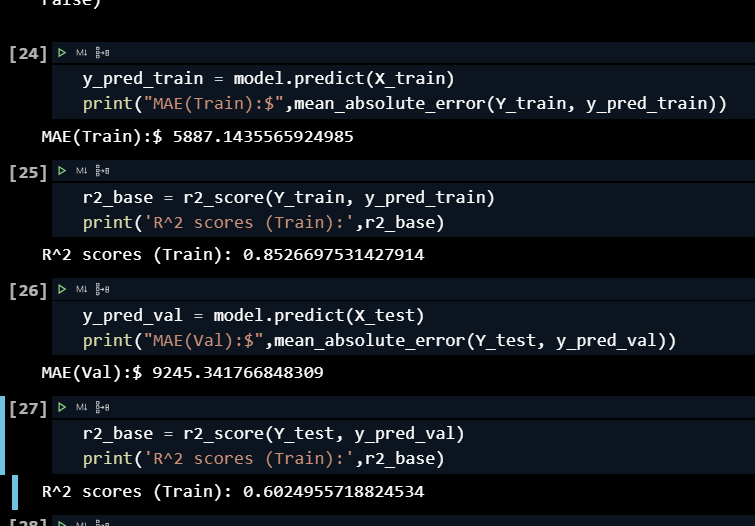 False)
[24] M↓
y_pred_train = model.predict(X_train)
print("MAE(Train):$",mean_absolute_error(Y_train, y_pred_train))
MAE(Train):$ 5887.1435565924985
[25] M↓
r2_base = r2_score(Y_train, y_pred_train)
print('R^2 scores (Train):',r2_base)
R^2 scores (Train): 0.8526697531427914
[26] M↓
y_pred_val = model.predict(X_test)
print("MAE(Val):$",mean_absolute_error(Y_test, y_pred_val))
MAE(Val):$ 9245.341766848309
[27] M↓
r2_base = r2_score(Y_test, y_pred_val)
print('R^2 scores (Train):',r2_base)
R^2 scores (Train): 0.6024955718824534
[28] M↓